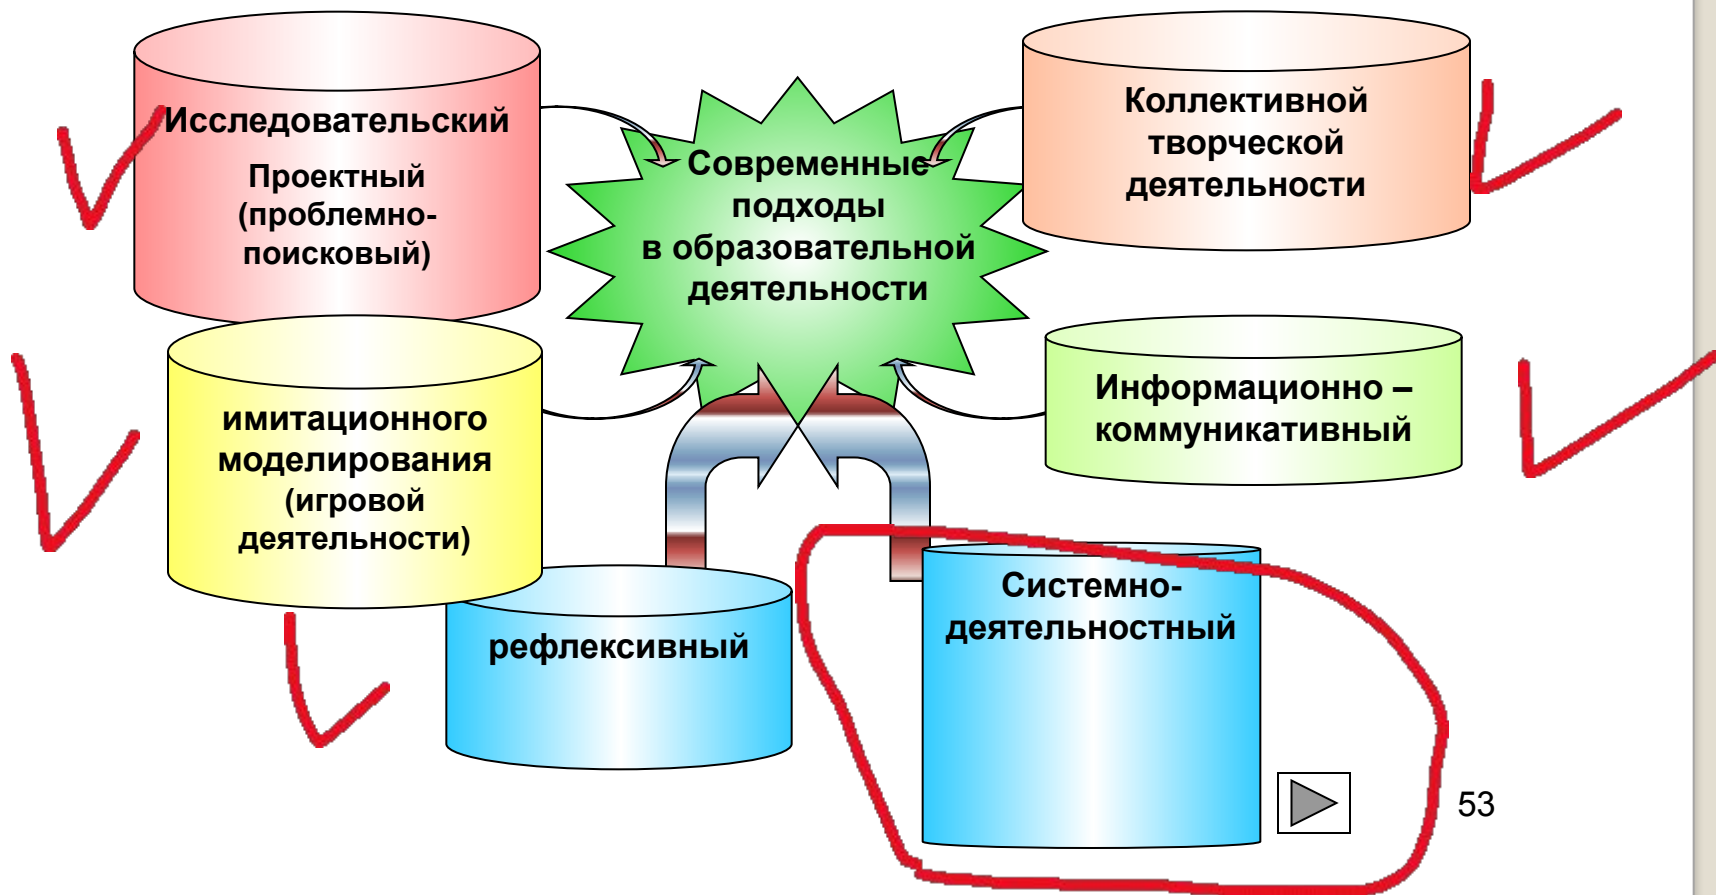 Исследовательский
Проектный
(проблемно-
поисковый)
Современные
подходы
в образовательной
деятельности
Коллективной
творческой
деятельности
имитационного
моделирования
(игровой
деятельности)
Информационно –
коммуникативный
рефлексивный
Системно-
деятельностный
53